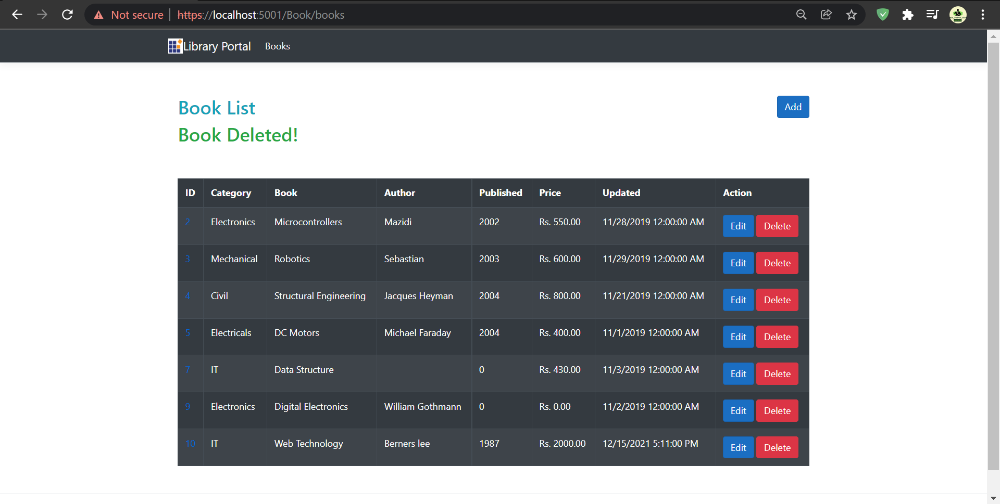 Not secure | https://localhost:5001/Book/books
Library Portal Books
Book List
Add
Book Deleted!
ID Category Book Author Published Price Updated Action
2 Electronics Microcontrollers Mazidi 2002 Rs. 550.00 11/28/2019 12:00:00 AM Edit Delete
3 Mechanical Robotics Sebastian 2003 Rs. 600.00 11/29/2019 12:00:00 AM Edit Delete
4 Civil Structural Engineering Jacques Heyman 2004 Rs. 800.00 11/21/2019 12:00:00 AM Edit Delete
5 Electricals DC Motors Michael Faraday 2004 Rs. 400.00 11/1/2019 12:00:00 AM Edit Delete
7 IT Data Structure 0 Rs. 430.00 11/3/2019 12:00:00 AM Edit Delete
9 Electronics Digital Electronics William Gothmann 0 Rs. 0.00 11/2/2019 12:00:00 AM Edit Delete
10 IT Web Technology Berners lee 1987 Rs. 2000.00 12/15/2021 5:11:00 PM Edit Delete